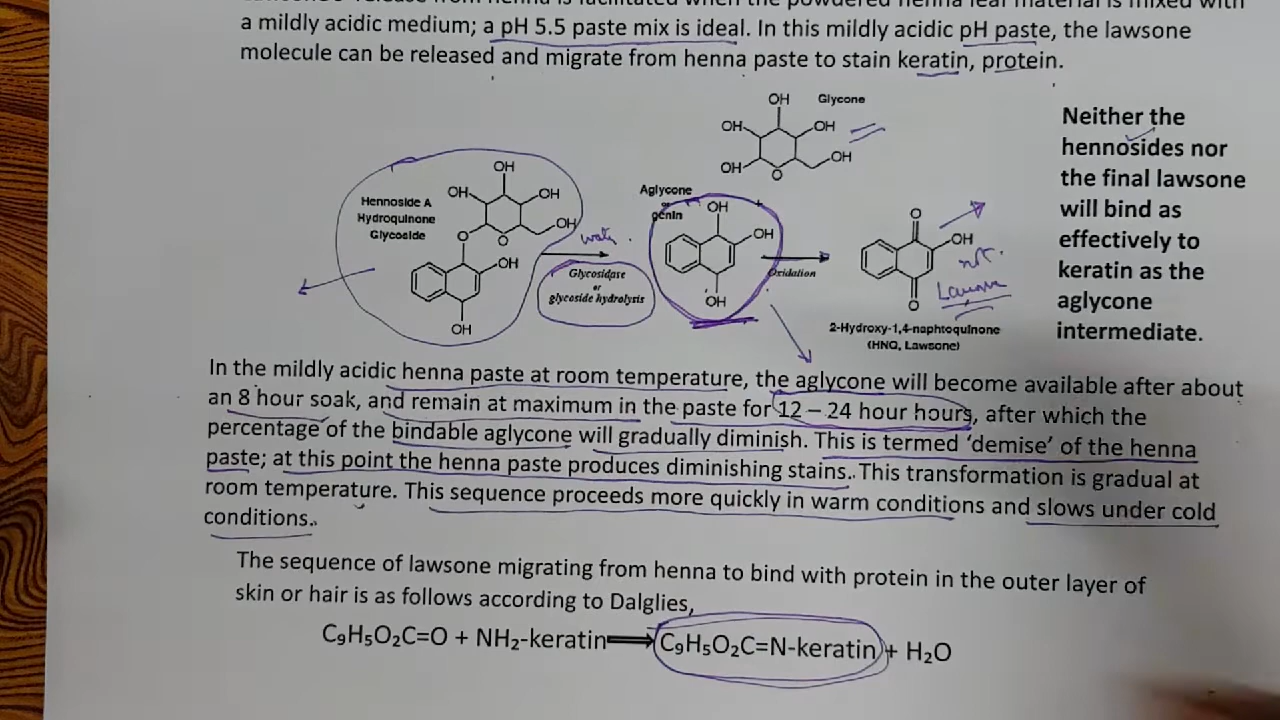 a mildly acidic medium; a pH 5.5 paste mix is ideal. In this mildly acidic pH paste, the lawsone
molecule can be released and migrate from henna paste to stain keratin, protein.
OH
Glycone
OH
OH
OH
OH
O
Hennoside A
Hydroquinone
Glycoside
OH
OH
OH
OH
O
O
OH
OH
water
Glycosidase
or
glycoside hydrolysis
Aglycone
or
genin
OH
OH
OH
Oxidation
O
OH
O
Lawsone
2-Hydroxy-1,4-naphtoquinone
(HNQ, Lawsone)
Neither the
hennosides nor
the final lawsone
will bind as
effectively to
keratin as the
aglycone
intermediate.
In the mildly acidic henna paste at room temperature, the aglycone will become available after about
an 8 hour soak, and remain at maximum in the paste for 12 – 24 hour hours, after which the
percentage of the bindable aglycone will gradually diminish. This is termed ‘demise’ of the henna
paste; at this point the henna paste produces diminishing stains.. This transformation is gradual at
room temperature. This sequence proceeds more quickly in warm conditions and slows under cold
conditions..
The sequence of lawsone migrating from henna to bind with protein in the outer layer of
skin or hair is as follows according to Dalglies,
C₉H₅O₂C=O + NH₂-keratin⟹C₉H₅O₂C=N-keratin + H₂O